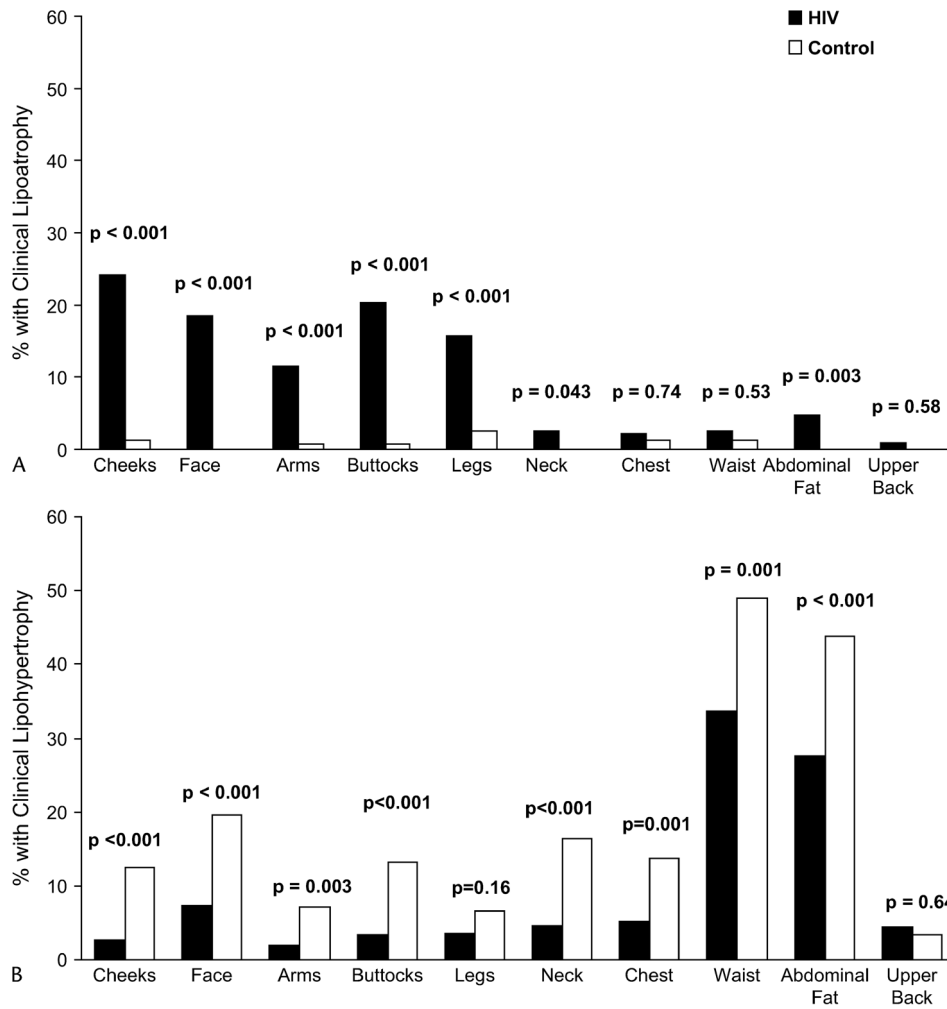 60
HIV
Control
50
40
30
20
10
0
% with Clinical Lipoatrophy
p < 0.001
p < 0.001
p < 0.001
p < 0.001
p < 0.001
p = 0.043
p = 0.74
p = 0.53
p = 0.003
p = 0.58
A
Cheeks Face Arms Buttocks Legs Neck Chest Waist Abdominal Upper
Fat Back
60
50
40
30
20
10
0
% with Clinical Lipohypertrophy
p <0.001
p < 0.001
p = 0.003
p<0.001
p=0.16
p<0.001
p=0.001
p = 0.001
p < 0.001
p = 0.64
B
Cheeks Face Arms Buttocks Legs Neck Chest Waist Abdominal Upper
Fat Back